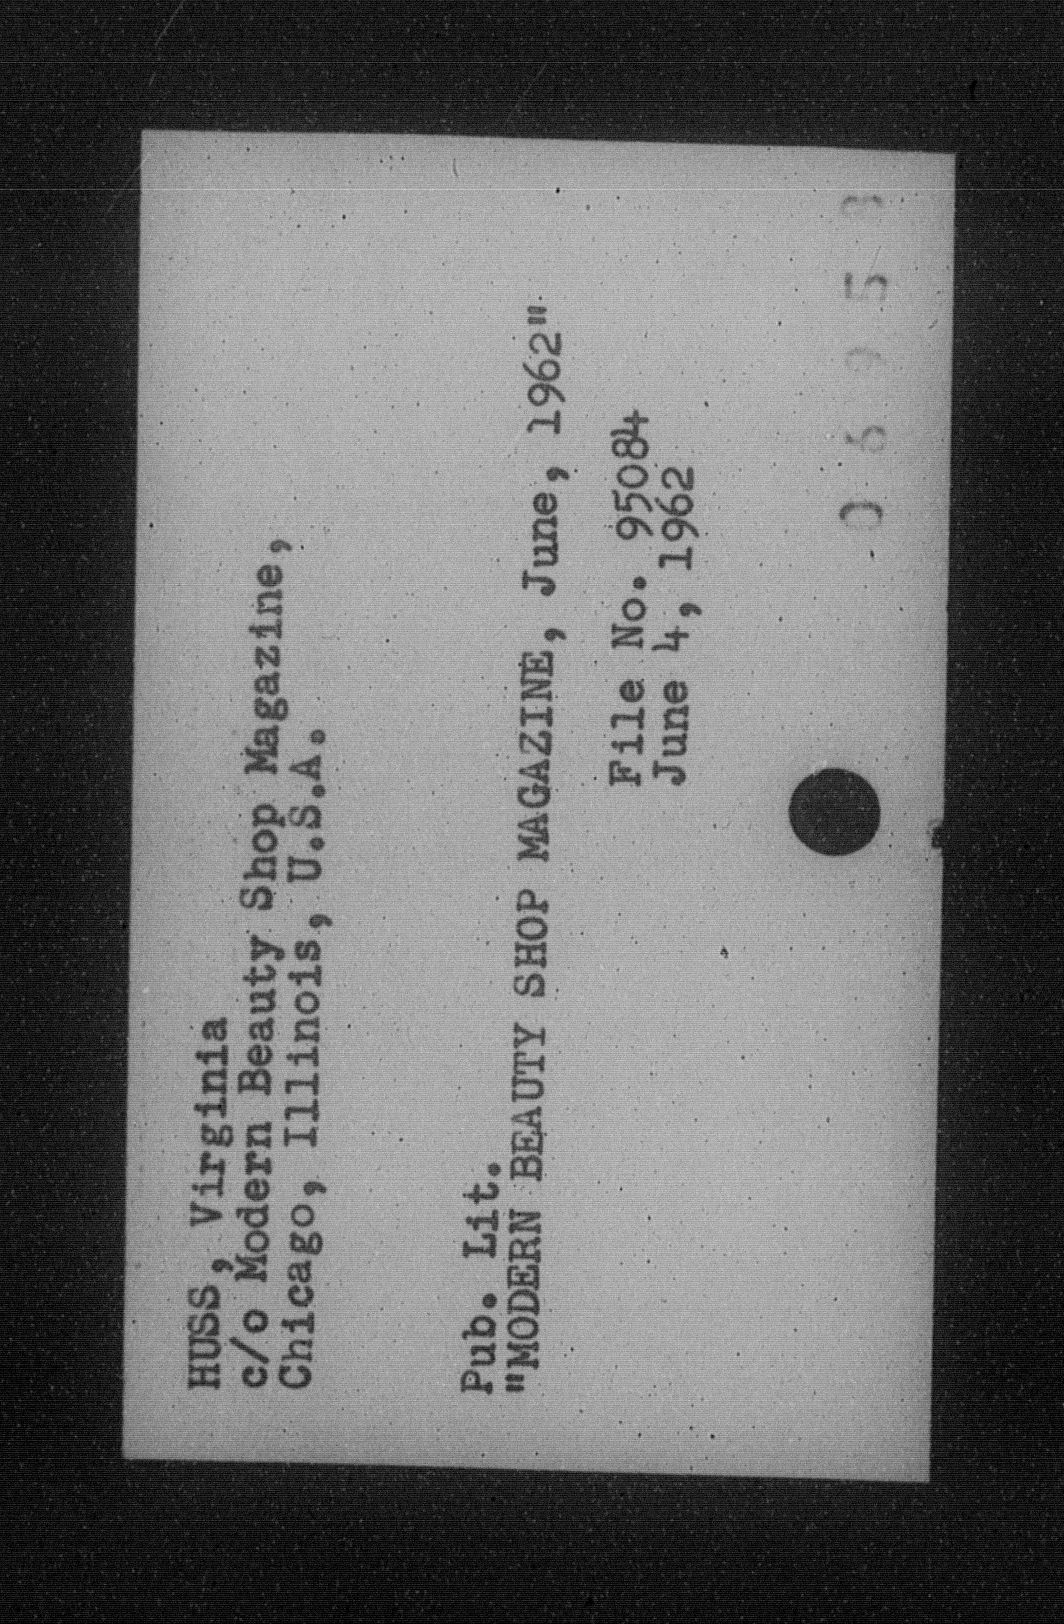 HUSS, Virginia
c/o Modern Beauty Shop Magazine,
Chicago, Illinois, U.S.A.
Pub. Lit.
"MODERN BEAUTY SHOP MAGAZINE, June, 1962"
File No. 95084
June 4, 1962